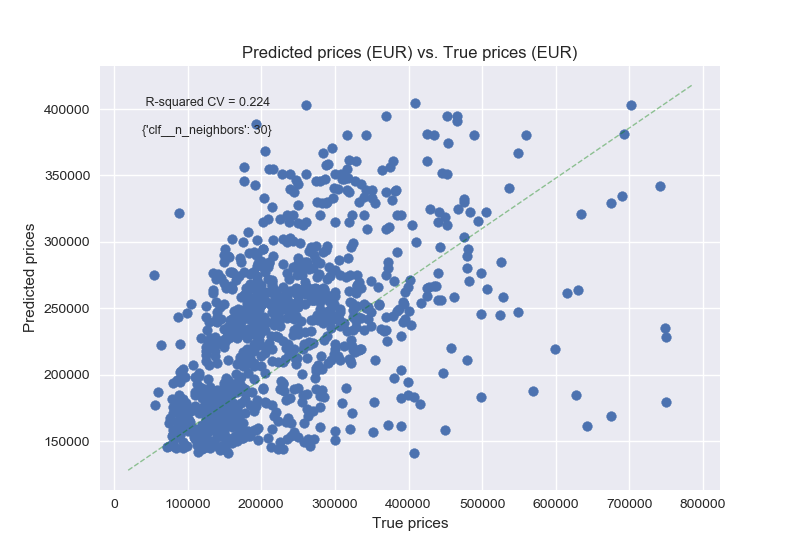 Predicted prices (EUR) vs. True prices (EUR)
R-squared CV = 0.224
{'clf__n_neighbors': 30}
400000
350000
300000
250000
200000
150000
Predicted prices
0 100000 200000 300000 400000 500000 600000 700000 800000
True prices